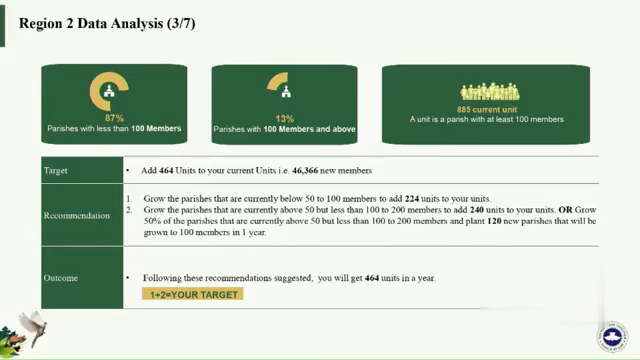 Region 2 Data Analysis (3/7)
87%
Parishes with less than 100 Members
13%
Parishes with 100 Members and above
885 current unit
A unit is a parish with at least 100 members
Target
• Add 464 Units to your current Units i.e. 46,366 new members
Recommendation
1. Grow the parishes that are currently below 50 to 100 members to add 224 units to your units.
2. Grow the parishes that are currently above 50 but less than 100 to 200 members to add 240 units to your units. OR Grow
50% of the parishes that are currently above 50 but less than 100 to 200 members and plant 120 new parishes that will be
grown to 100 members in 1 year.
Outcome
• Following these recommendations suggested, you will get 464 units in a year.
1+2=YOUR TARGET